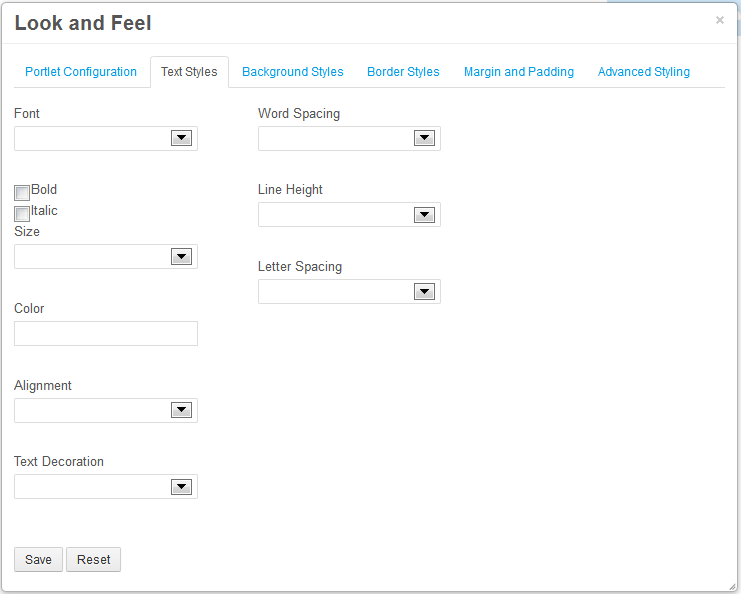 Look and Feel
×
Portlet Configuration Text Styles Background Styles Border Styles Margin and Padding Advanced Styling
Font
Word Spacing
Bold
Italic
Line Height
Size
Letter Spacing
Color
Alignment
Text Decoration
Save Reset